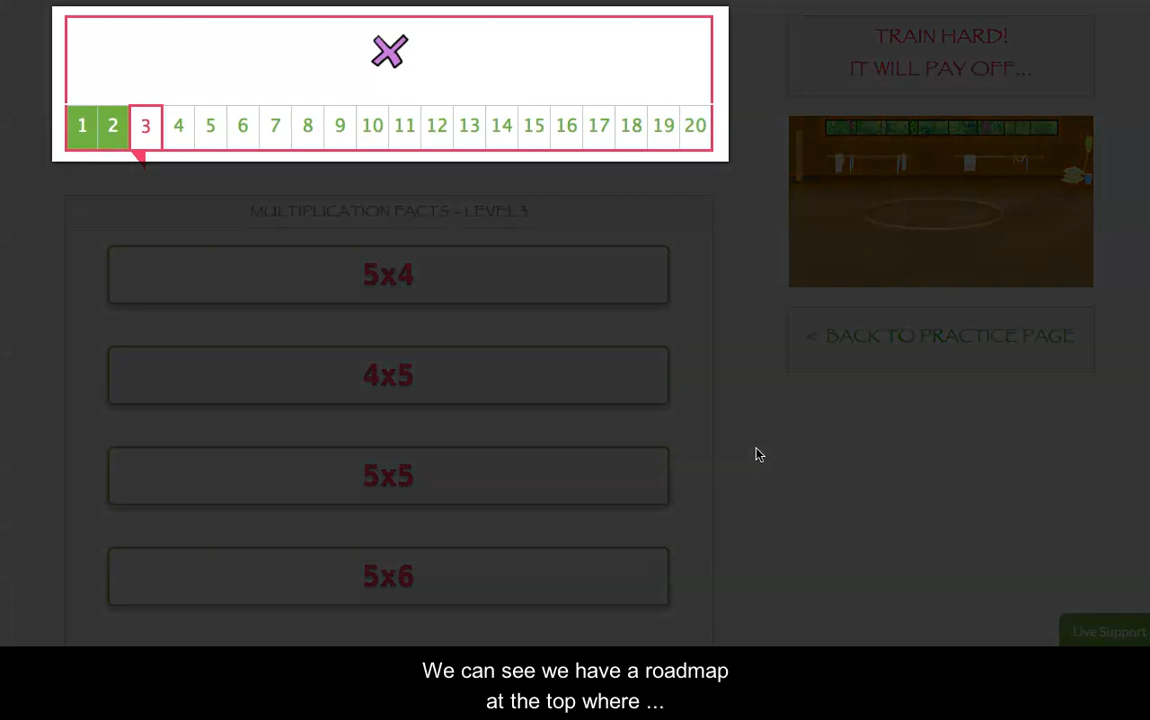 1 2 3 4 5 6 7 8 9 10 11 12 13 14 15 16 17 18 19 20
TRAIN HARD!
IT WILL PAY OFF...
MULTIPLICATION FACTS - LEVEL 3
5x4
< BACK TO PRACTICE PAGE
4x5
5x5
5x6
Live Support
We can see we have a roadmap
at the top where ...